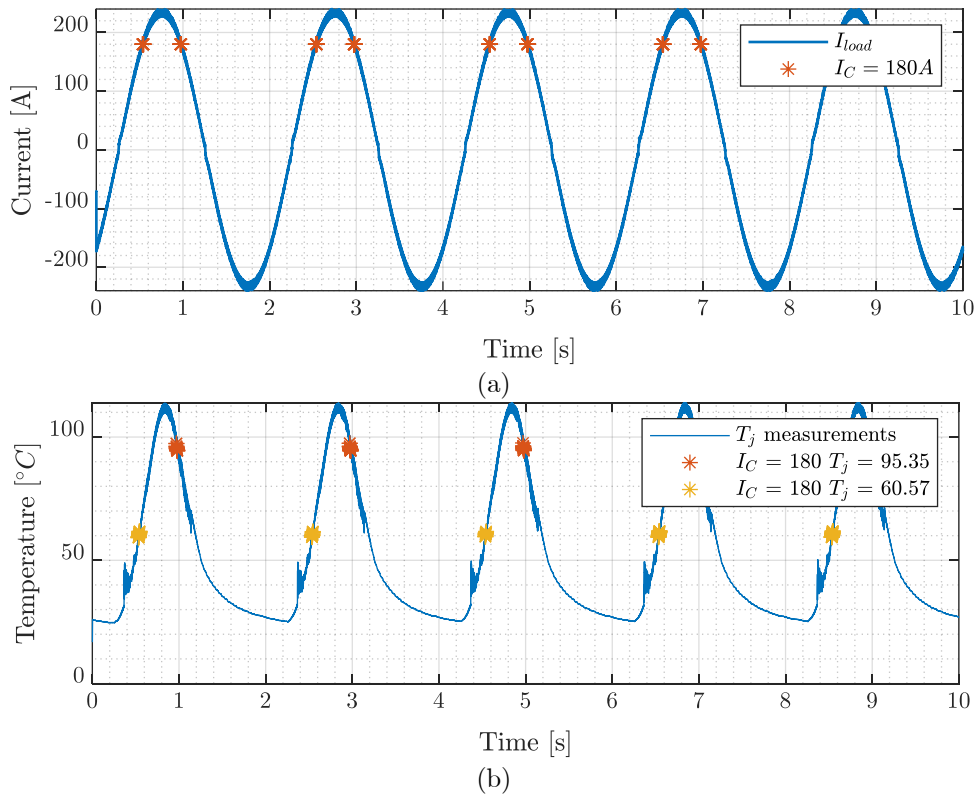 200
100
0
-100
-200
Current [A]
I_load
I_C = 180A
0 1 2 3 4 5 6 7 8 9 10
Time [s]
(a)
100
50
0
Temperature [°C]
T_j measurements
I_C = 180 T_j = 95.35
I_C = 180 T_j = 60.57
0 1 2 3 4 5 6 7 8 9 10
Time [s]
(b)